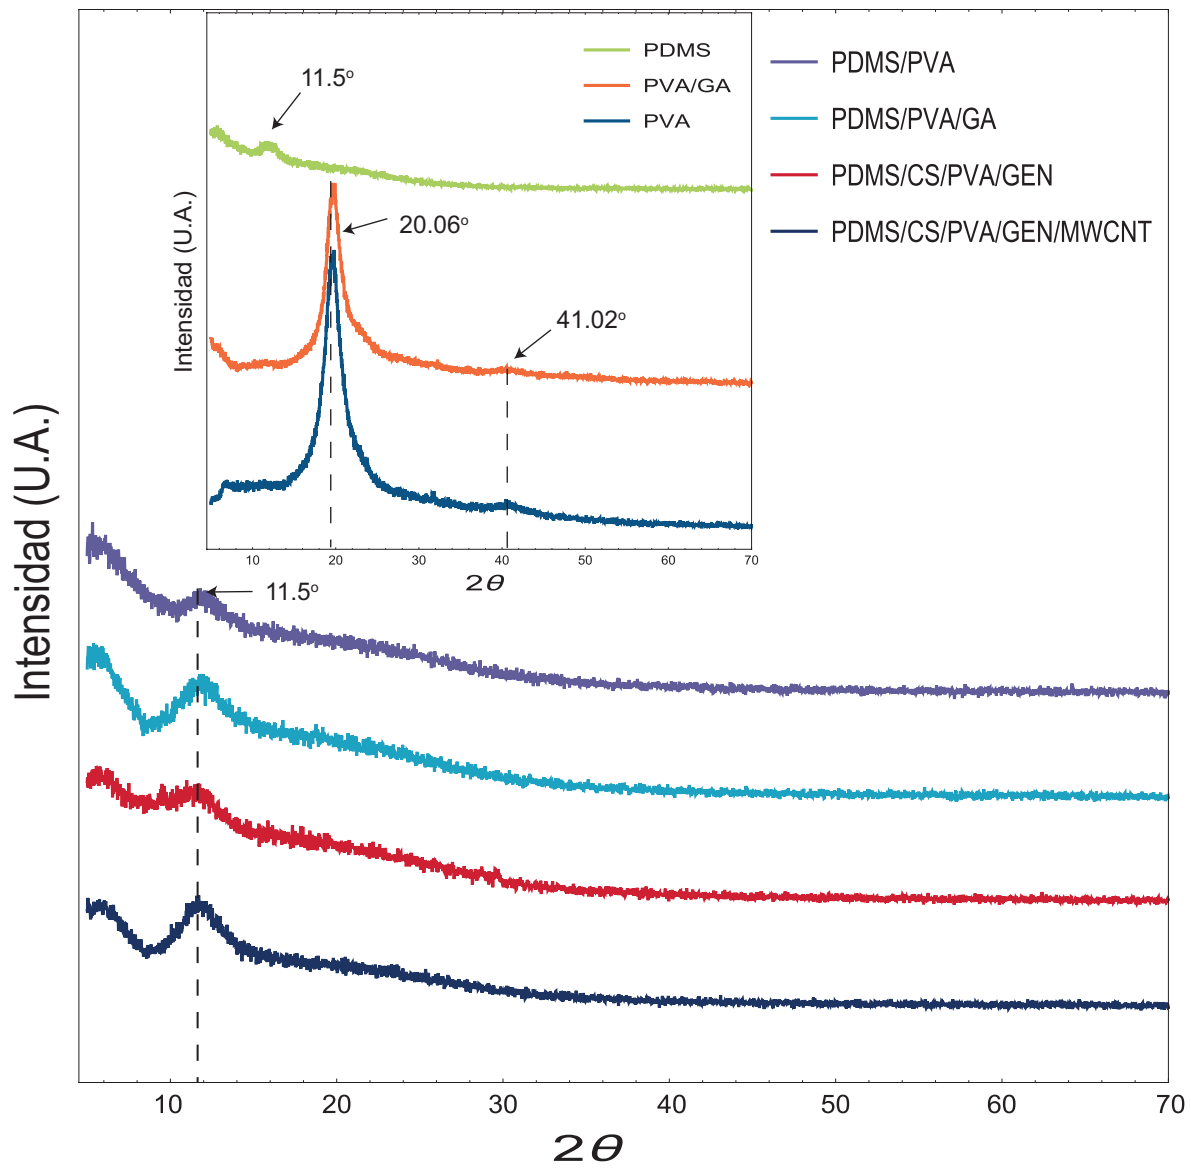 PDMS
PVA/GA
PVA
11.5°
20.06°
41.02°
Intensidad (U.A.)
10 20 30 40 50 60 70
2θ
PDMS/PVA
PDMS/PVA/GA
PDMS/CS/PVA/GEN
PDMS/CS/PVA/GEN/MWCNT
Intensidad (U.A.)
11.5°
10 20 30 40 50 60 70
2θ